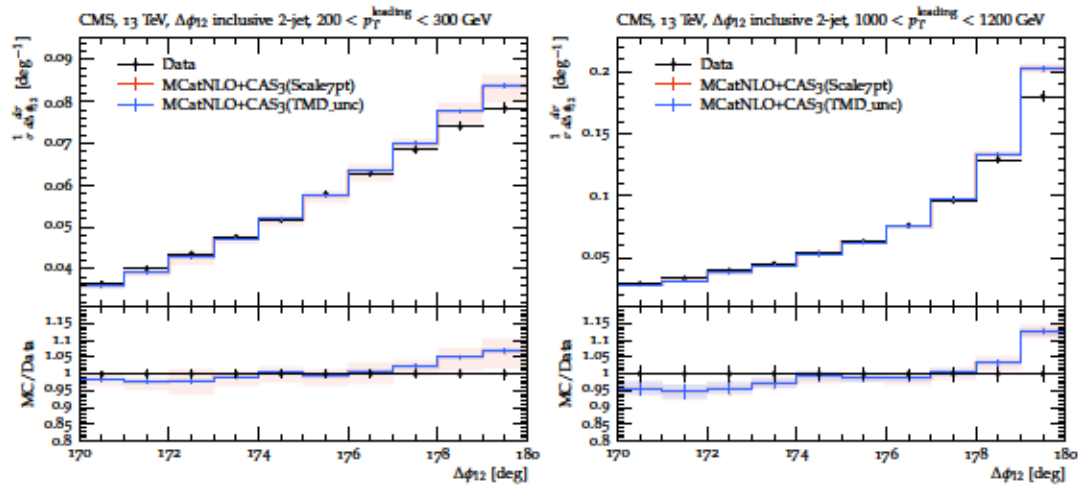 CMS, 13 TeV, Δϕ12 inclusive 2-jet, 200 < pT^leading < 300 GeV
1/σ dσ/dΔϕ12 [deg⁻¹]
0.09
0.08
0.07
0.06
0.05
0.04
Data
MCatNLO+CAS3(Scale7pt)
MCatNLO+CAS3(TMD_unc)
MC/Data
1.15
1.1
1.05
1
0.95
0.9
0.85
0.8
170 172 174 176 178 180
Δϕ12 [deg]
CMS, 13 TeV, Δϕ12 inclusive 2-jet, 1000 < pT^leading < 1200 GeV
1/σ dσ/dΔϕ12 [deg⁻¹]
0.2
0.15
0.1
0.05
Data
MCatNLO+CAS3(Scale7pt)
MCatNLO+CAS3(TMD_unc)
MC/Data
1.15
1.1
1.05
1
0.95
0.9
0.85
0.8
170 172 174 176 178 180
Δϕ12 [deg]